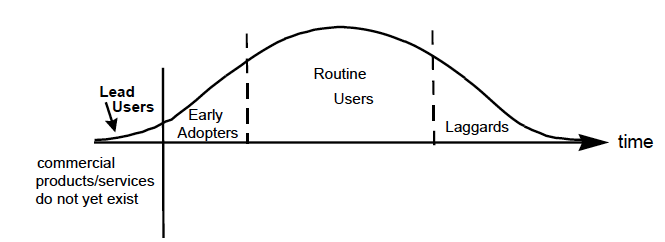 Lead
Users
Early
Adopters
Routine
Users
Laggards
time
commercial
products/services
do not yet exist